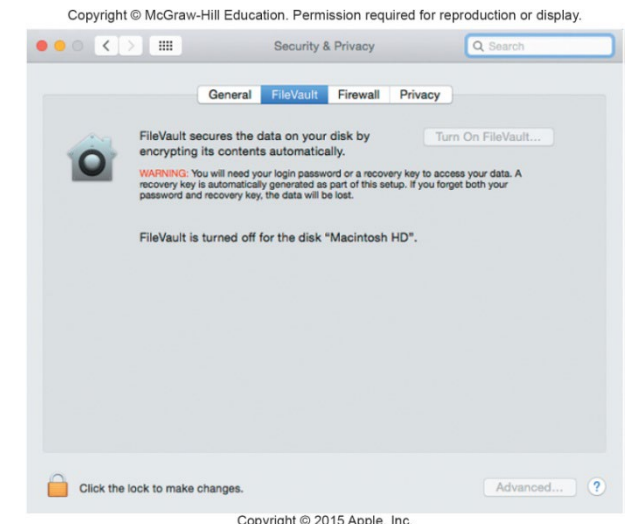 Copyright © McGraw-Hill Education. Permission required for reproduction or display.
Security & Privacy
Search
General FileVault Firewall Privacy
FileVault secures the data on your disk by
encrypting its contents automatically.
Turn On FileVault...
WARNING: You will need your login password or a recovery key to access your data. A
recovery key is automatically generated as part of this setup. If you forget both your
password and recovery key, the data will be lost.
FileVault is turned off for the disk "Macintosh HD".
Click the lock to make changes.
Advanced...
?
Copyright © 2015 Apple, Inc.